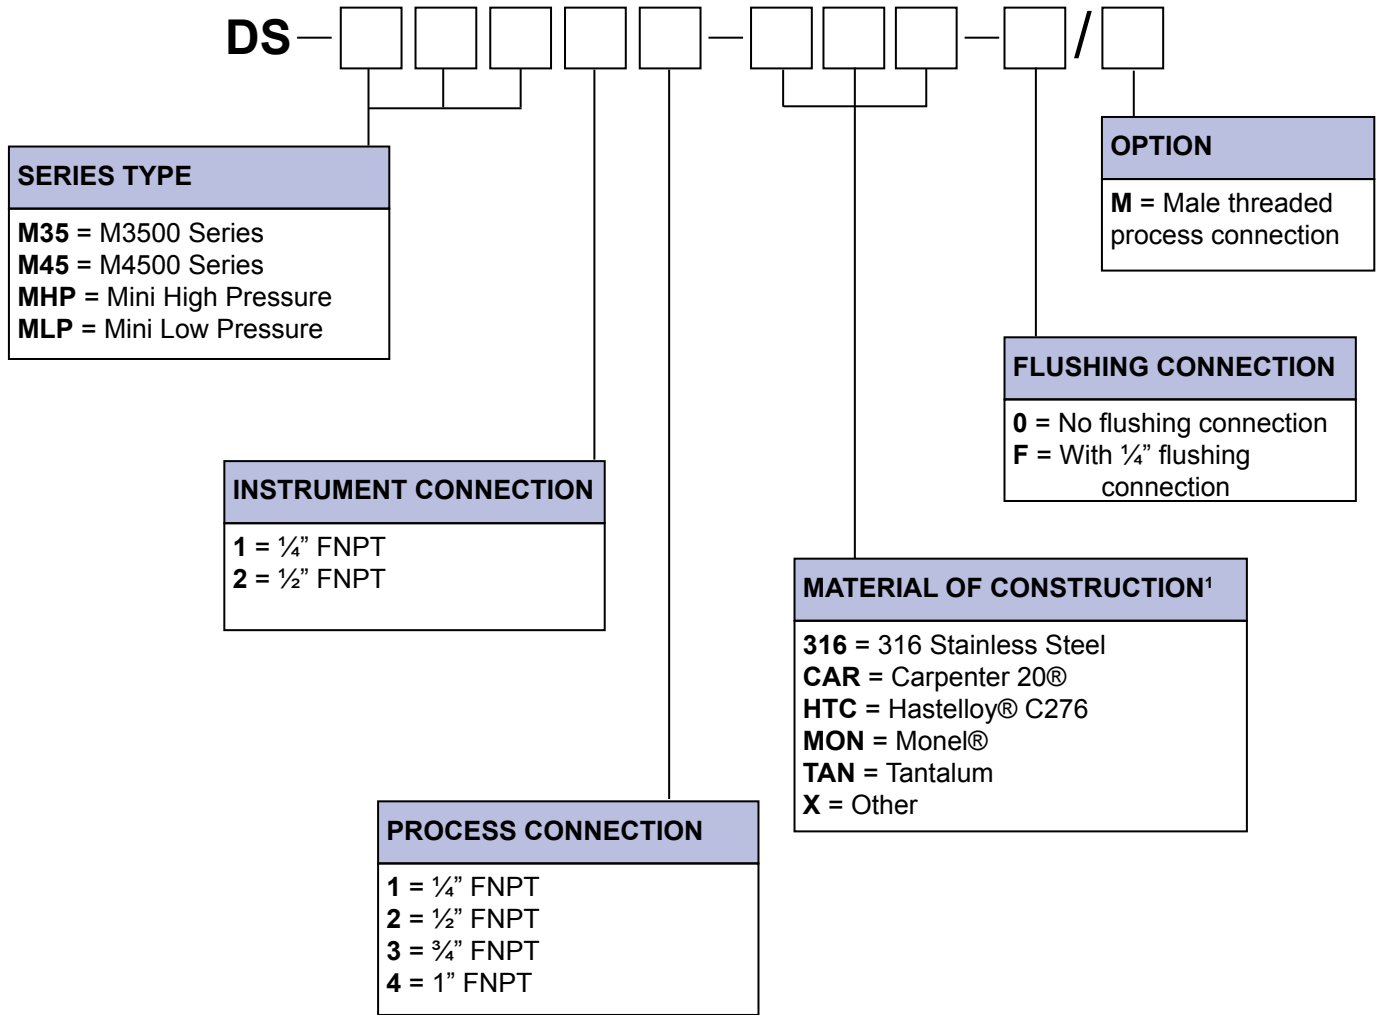 DS
/
SERIES TYPE
M35 = M3500 Series
M45 = M4500 Series
MHP = Mini High Pressure
MLP = Mini Low Pressure
OPTION
M = Male threaded
process connection
FLUSHING CONNECTION
0 = No flushing connection
F = With ¼” flushing
connection
INSTRUMENT CONNECTION
1 = ¼” FNPT
2 = ½” FNPT
MATERIAL OF CONSTRUCTION¹
316 = 316 Stainless Steel
CAR = Carpenter 20®
HTC = Hastelloy® C276
MON = Monel®
TAN = Tantalum
X = Other
PROCESS CONNECTION
1 = ¼” FNPT
2 = ½” FNPT
3 = ¾” FNPT
4 = 1” FNPT